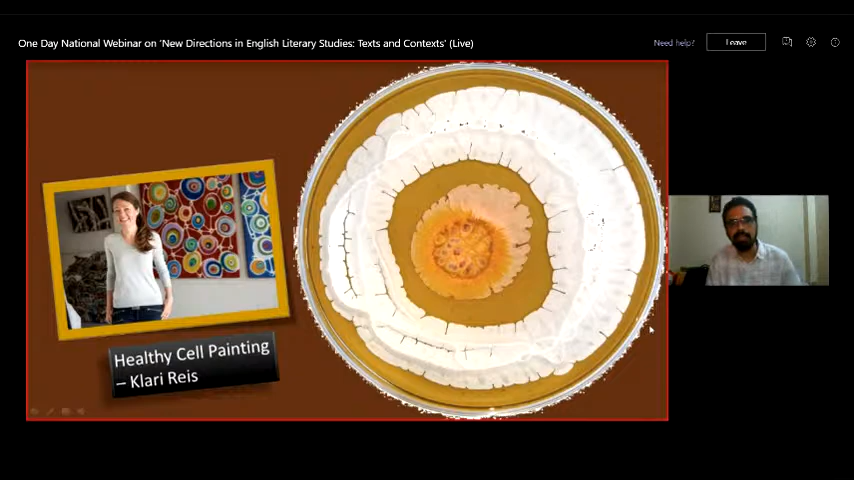 One Day National Webinar on 'New Directions in English Literary Studies: Texts and Contexts' (Live)
Need help?
Leave
Healthy Cell Painting
– Klari Reis